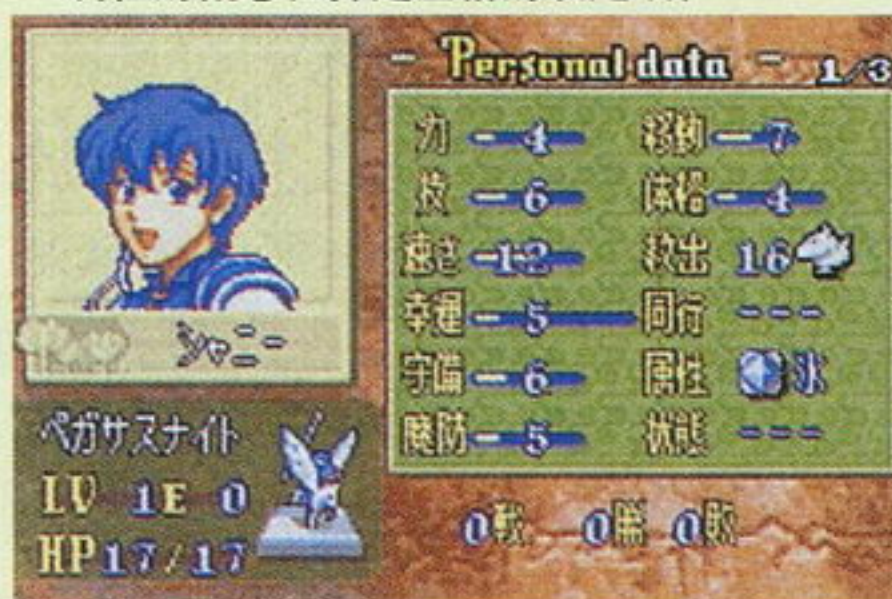 - Personal data - 1/3
力 4 移動 7
技 6 体格 4
速さ 12 救出 16
幸運 5 同行 ---
守備 6 属性 氷
魔防 5 状態 ---
シャニー
ペガサスナイト
LV 1 E 0
HP 17/17
0戦 0勝 0敗